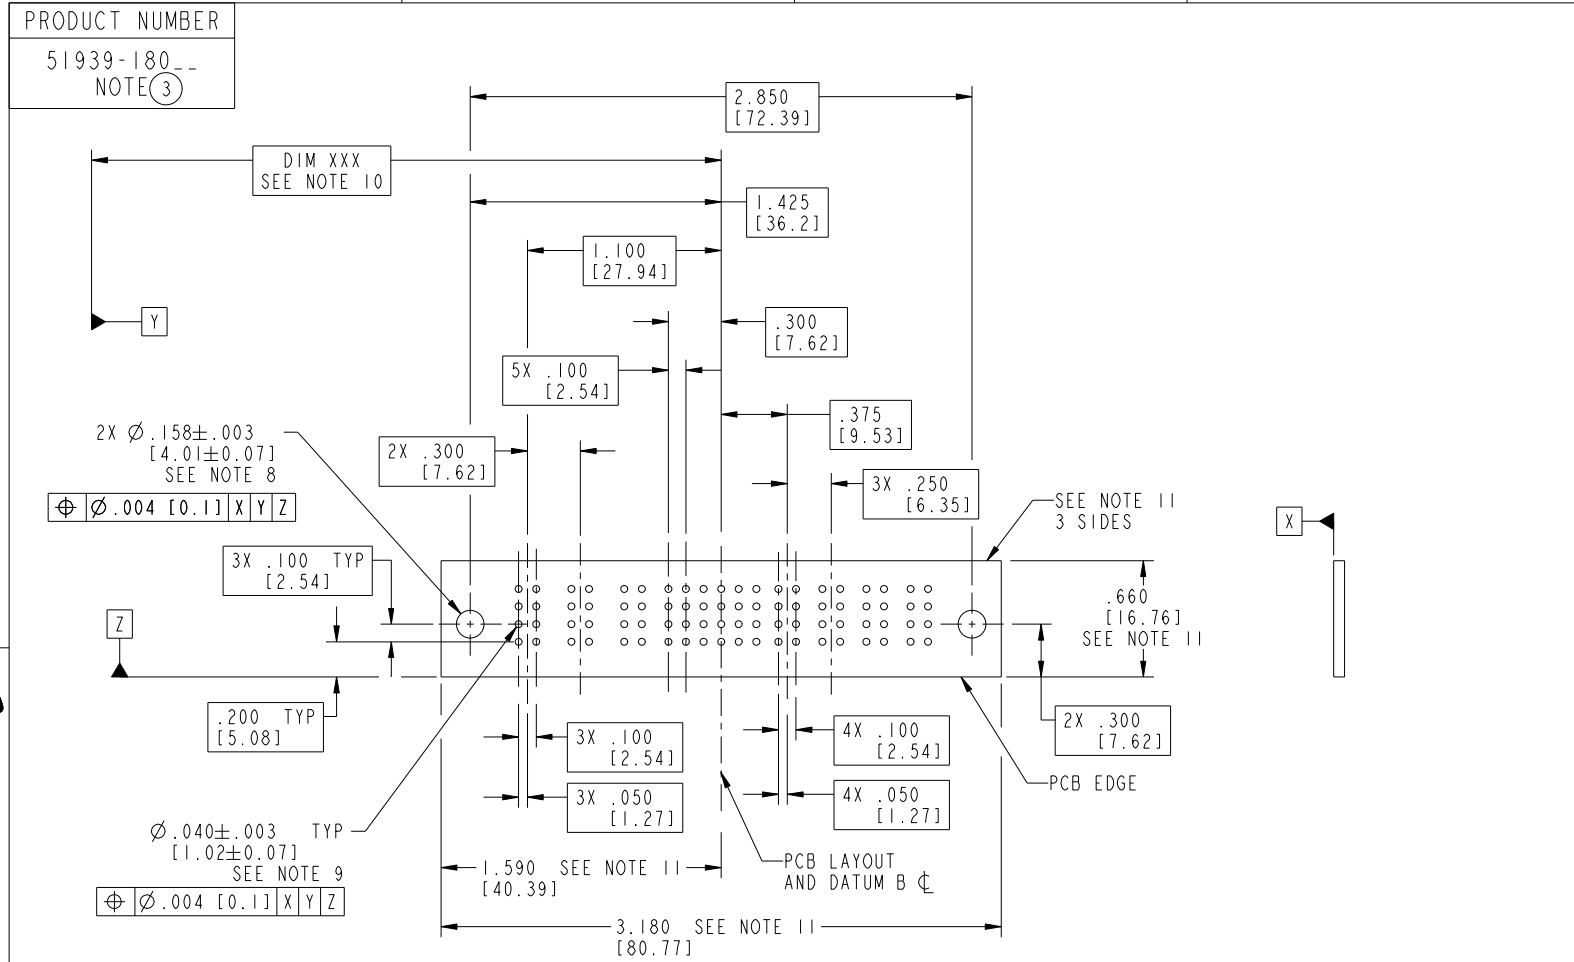 PRODUCT NUMBER
51939-180__
NOTE 3
2.850
[72.39]
DIM XXX
SEE NOTE 10
1.425
[36.2]
1.100
[27.94]
Y
.300
[7.62]
5X .100
[2.54]
.375
[9.53]
2X Ø.158±.003
[4.01±0.07]
SEE NOTE 8
⌖ Ø.004 [0.1] X Y Z
2X .300
[7.62]
3X .250
[6.35]
SEE NOTE 11
3 SIDES
X
3X .100 TYP
[2.54]
Z
.660
[16.76]
SEE NOTE 11
.200 TYP
[5.08]
3X .100
[2.54]
4X .100
[2.54]
2X .300
[7.62]
3X .050
[1.27]
4X .050
[1.27]
PCB EDGE
Ø.040±.003 TYP
[1.02±0.07]
SEE NOTE 9
⌖ Ø.004 [0.1] X Y Z
1.590 SEE NOTE 11
[40.39]
PCB LAYOUT
AND DATUM B ℄
3.180 SEE NOTE 11
[80.77]